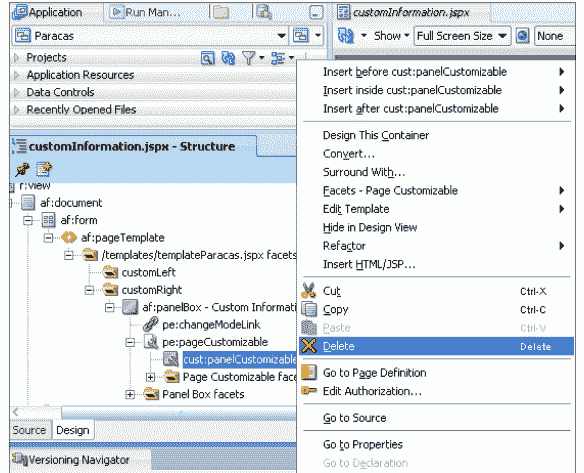 Application
Run Man...
Paracas
Projects
Application Resources
Data Controls
Recently Opened Files
customInformation.jspx - Structure
f:view
af:document
af:form
af:pageTemplate
/templates/templateParacas.jspx facets
customLeft
customRight
af:panelBox - Custom Informati
pe:changeModeLink
pe:pageCustomizable
cust:panelCustomizable
Page Customizable face
Panel Box facets
Source Design
Versioning Navigator
customInformation.jspx
Show Full Screen Size None
Insert before cust:panelCustomizable
Insert inside cust:panelCustomizable
Insert after cust:panelCustomizable
Design This Container
Convert...
Surround With...
Facets - Page Customizable
Edit Template
Hide in Design View
Refactor
Insert HTML/JSP...
Cut Ctrl-X
Copy Ctrl-C
Paste Ctrl-V
Delete Delete
Go to Page Definition
Edit Authorization...
Go to Source
Go to Properties
Go to Declaration